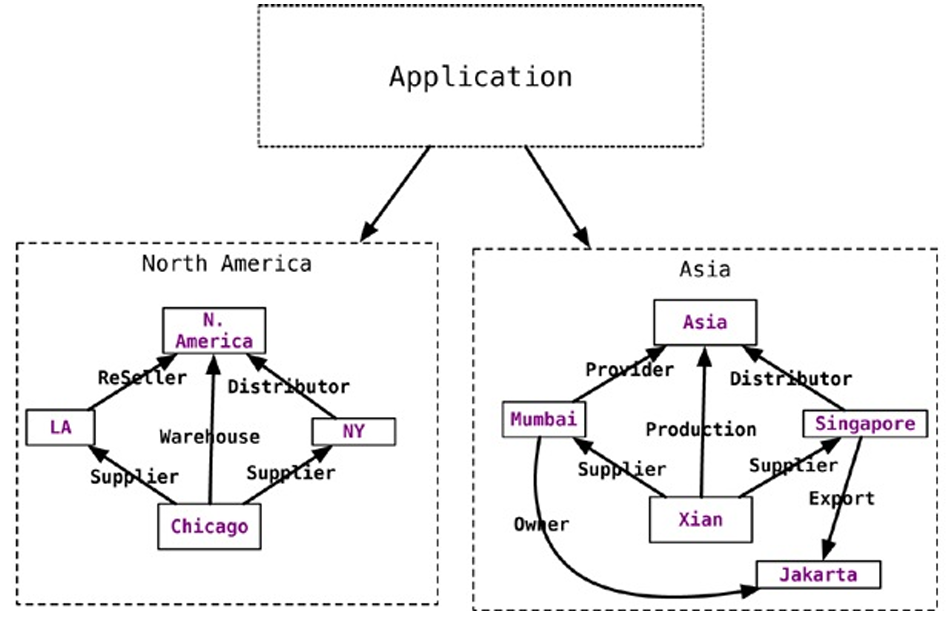 Application
North America
N.
America
ReSeller
Distributor
LA
Warehouse
NY
Supplier
Supplier
Chicago
Asia
Asia
Provider
Distributor
Mumbai
Production
Singapore
Supplier
Supplier
Export
Xian
Owner
Jakarta